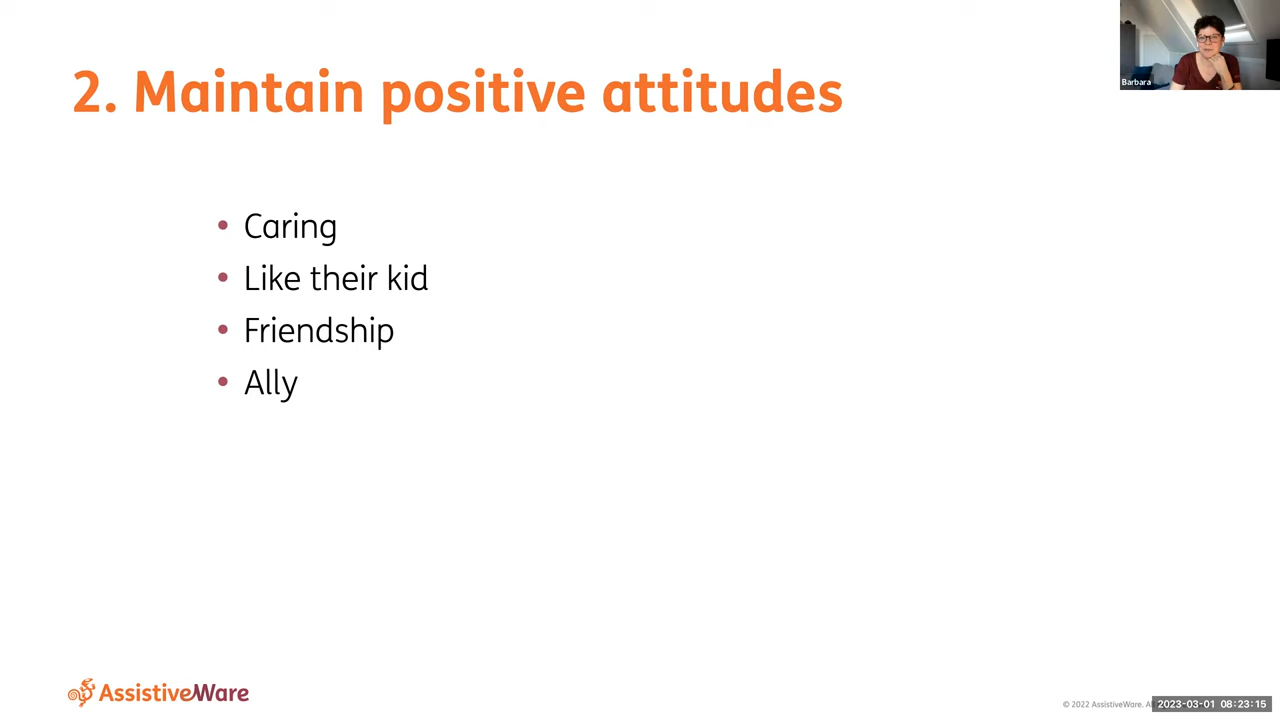 2. Maintain positive attitudes
Barbara
• Caring
• Like their kid
• Friendship
• Ally
AssistiveWare
© 2022 AssistiveWare.
2023-03-01 08:23:15